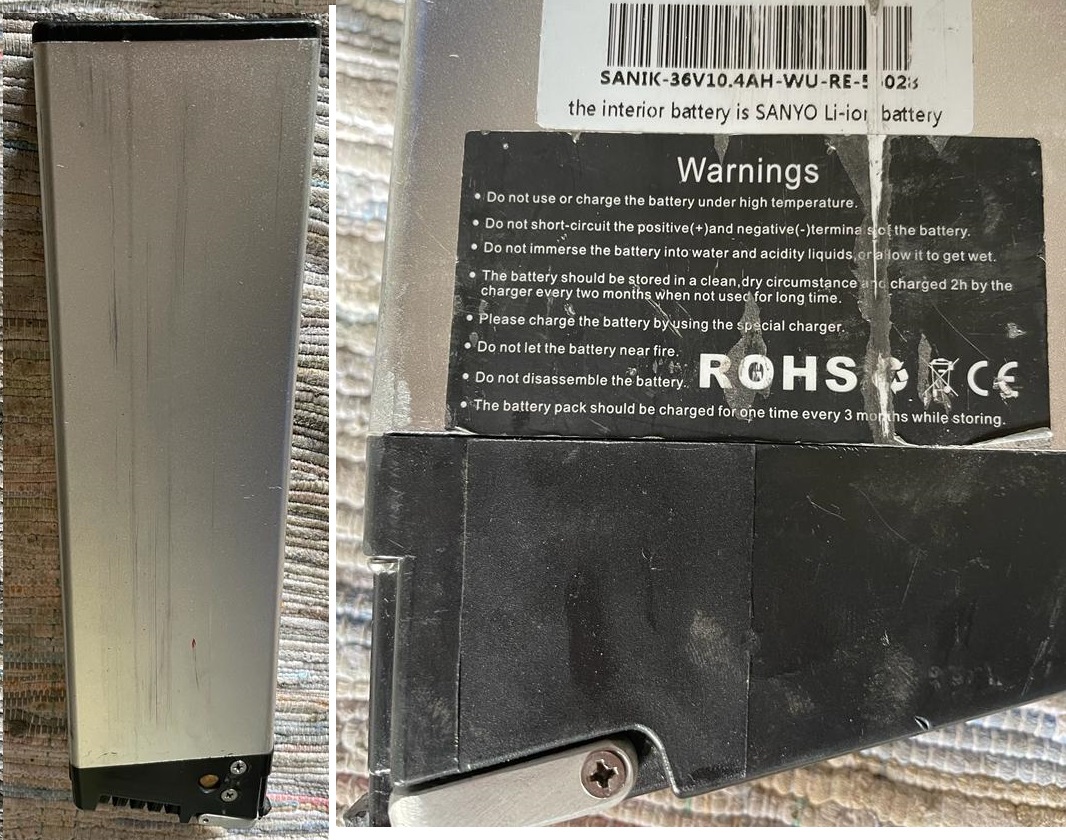 SANIK-36V10.4AH-WU-RE-
the interior battery is SANYO Li-ion battery
Warnings
• Do not use or charge the battery under high temperature.
• Do not short-circuit the positive(+)and negative(-)terminals of the battery.
• Do not immerse the battery into water and acidity liquids,or allow it to get wet.
• The battery should be stored in a clean,dry circumstance and charged 2h by the
charger every two months when not used for long time.
• Please charge the battery by using the special charger.
• Do not let the battery near fire.
• Do not disassemble the battery.
ROHS CE
• The battery pack should be charged for one time every 3 months while storing.